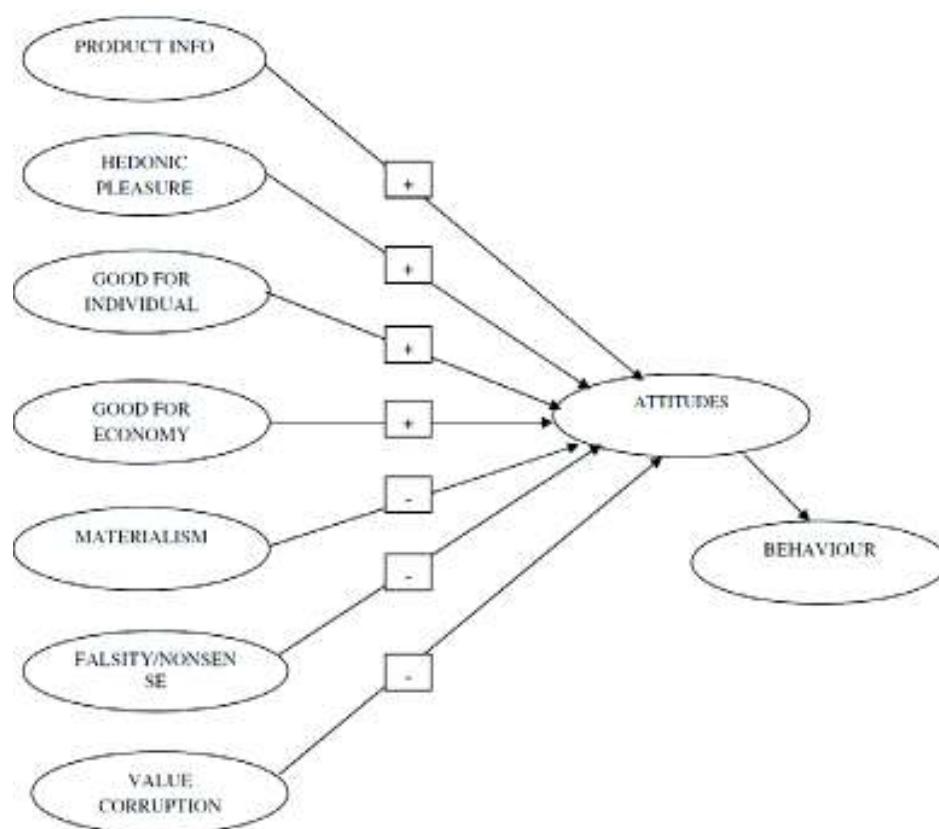 PRODUCT INFO
+
HEDONIC
PLEASURE
+
GOOD FOR
INDIVIDUAL
+
GOOD FOR
ECONOMY
+
ATTITUDES
MATERIALISM
-
BEHAVIOUR
FALSITY/NONSEN
SE
-
VALUE
CORRUPTION
-